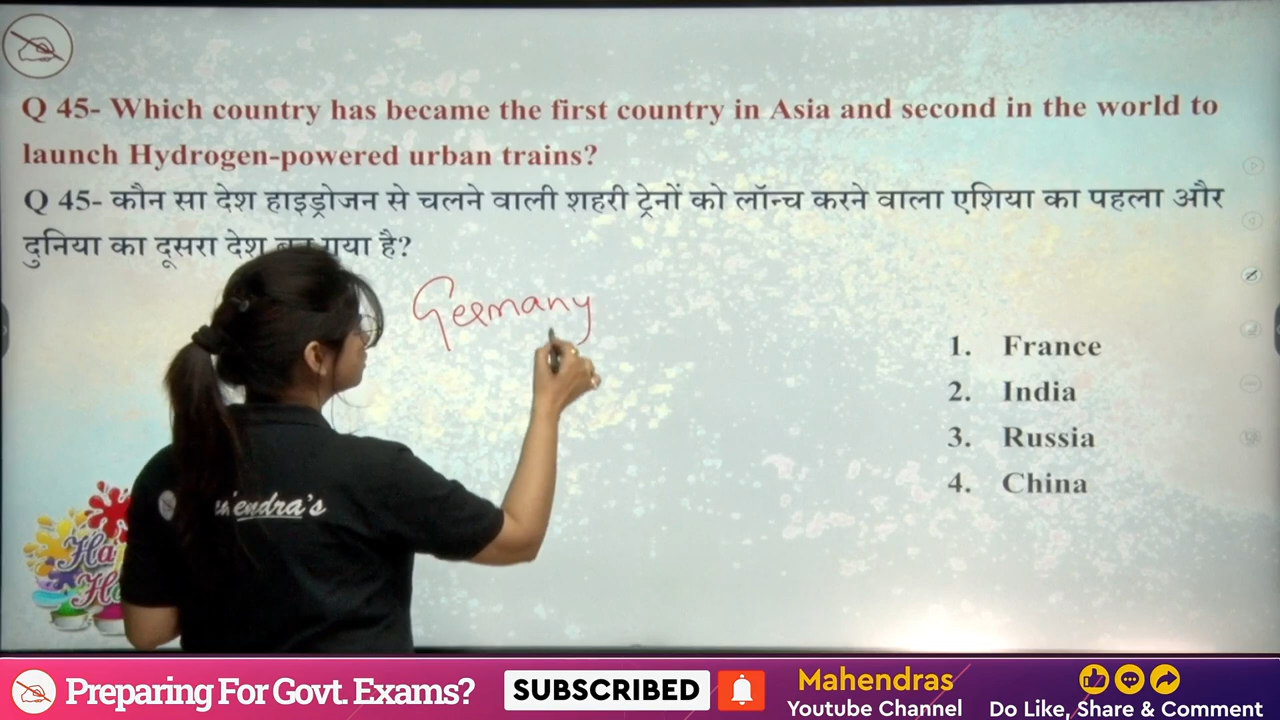 Q 45- Which country has became the first country in Asia and second in the world to
launch Hydrogen-powered urban trains?
Q 45- कौन सा देश हाइड्रोजन से चलने वाली शहरी ट्रेनों को लॉन्च करने वाला एशिया का पहला और
दुनिया का दूसरा देश गया है?
Germany
1. France
2. India
3. Russia
4. China
Preparing For Govt. Exams?
SUBSCRIBED
Mahendras
Youtube Channel
Do Like, Share & Comment